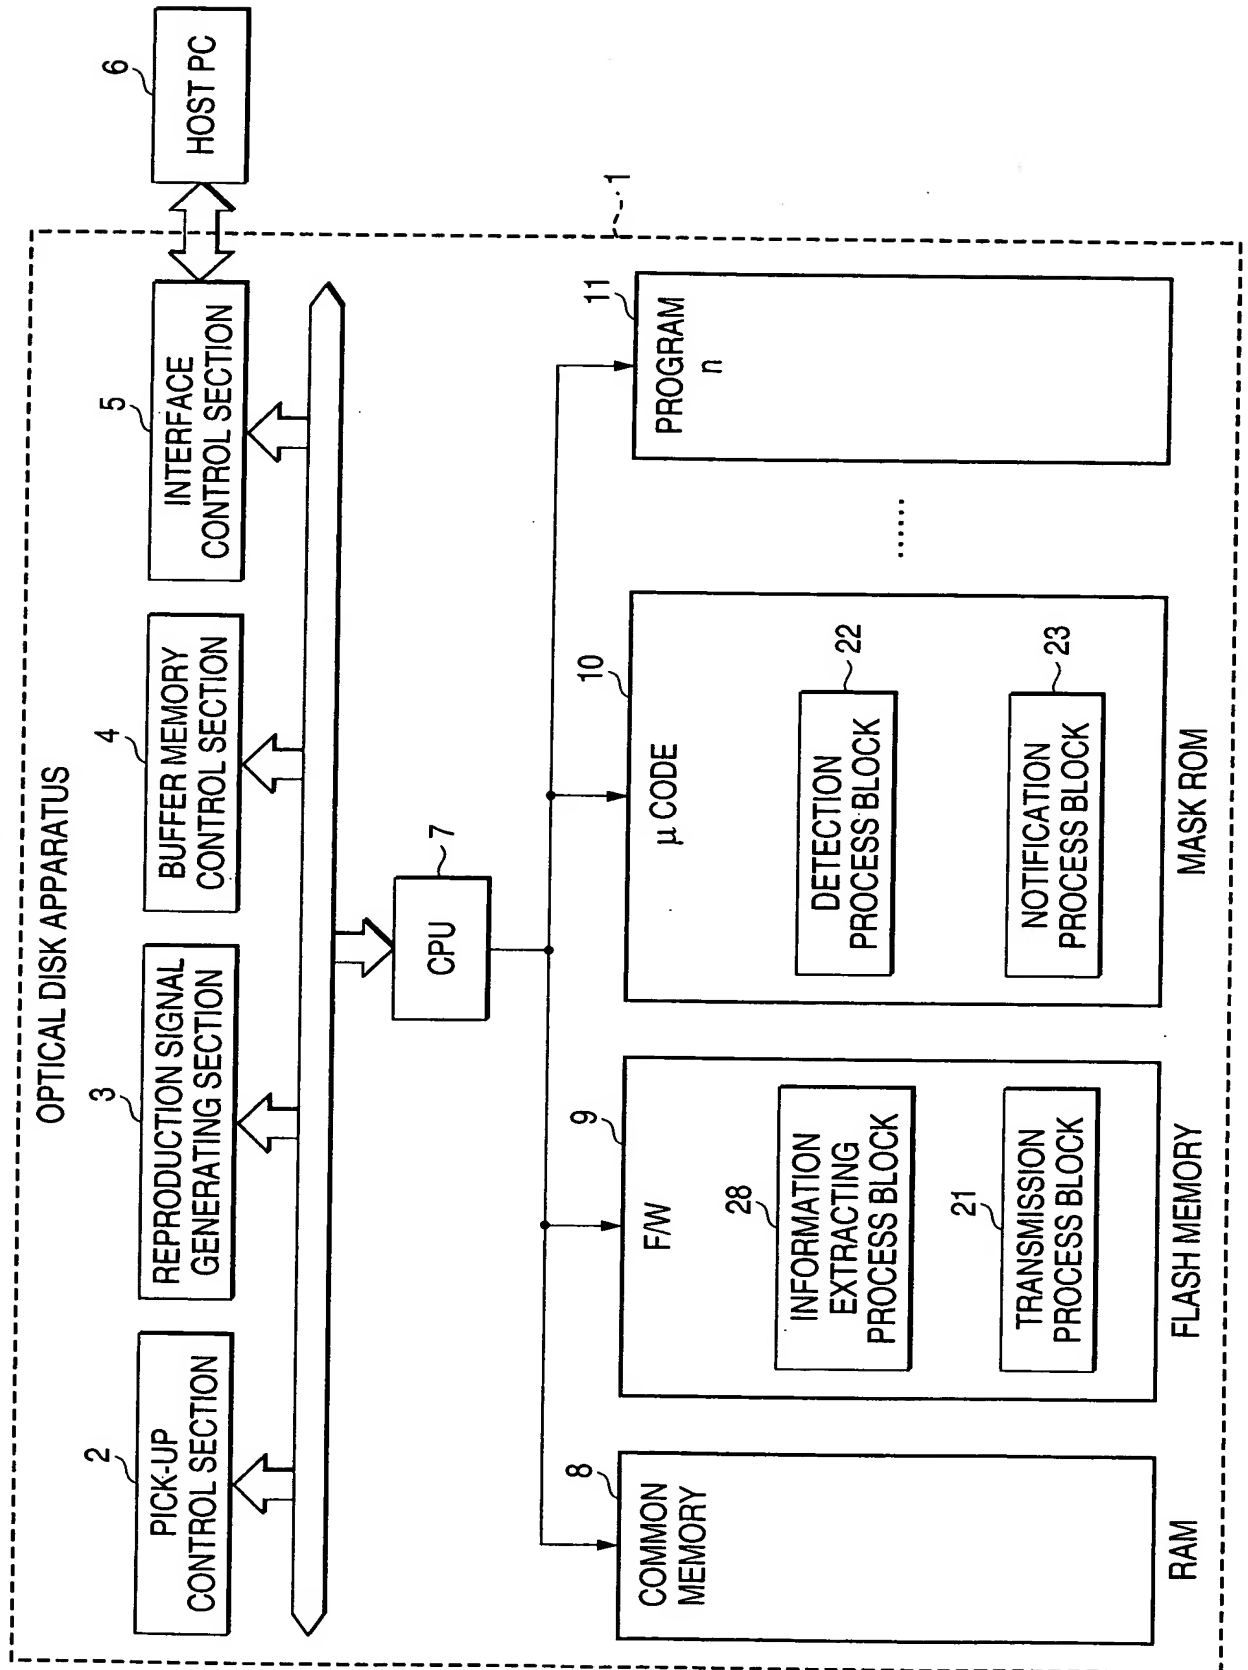 OPTICAL DISK APPARATUS
1
2
PICK-UP
CONTROL SECTION
3
REPRODUCTION SIGNAL
GENERATING SECTION
4
BUFFER MEMORY
CONTROL SECTION
5
INTERFACE
CONTROL SECTION
6
HOST PC
7
CPU
8
COMMON
MEMORY
RAM
9
F/W
28
INFORMATION
EXTRACTING
PROCESS BLOCK
21
TRANSMISSION
PROCESS BLOCK
FLASH MEMORY
10
μ CODE
22
DETECTION
PROCESS BLOCK
23
NOTIFICATION
PROCESS BLOCK
MASK ROM
......
11
PROGRAM
n